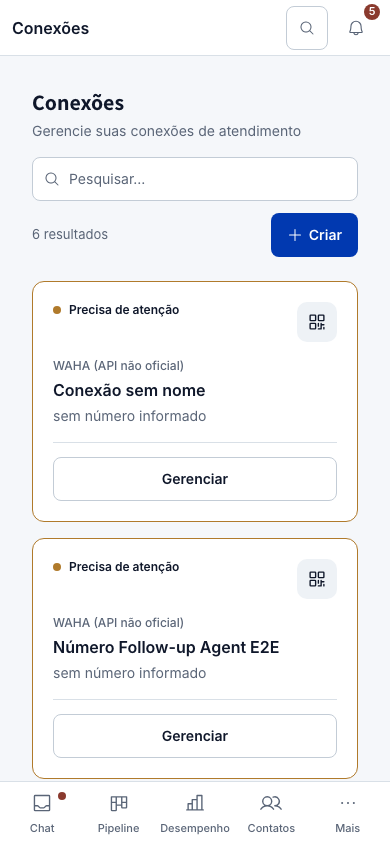 Conexões
5
Conexões
Gerencie suas conexões de atendimento
Pesquisar...
6 resultados
Criar
Precisa de atenção
WAHA (API não oficial)
Conexão sem nome
sem número informado
Gerenciar
Precisa de atenção
WAHA (API não oficial)
Número Follow-up Agent E2E
sem número informado
Gerenciar
Chat
Pipeline
Desempenho
Contatos
Mais